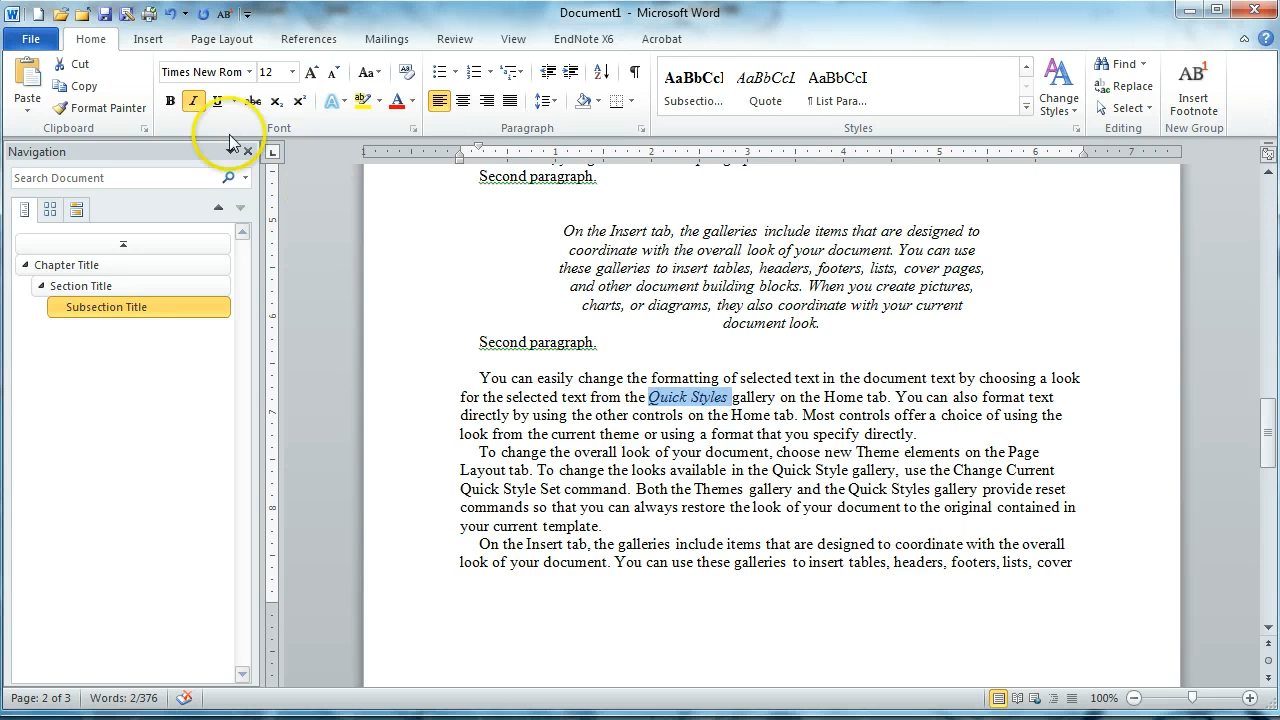 Document1 - Microsoft Word
File Home Insert Page Layout References Mailings Review View EndNote X6 Acrobat
Paste Cut Copy Format Painter Clipboard
Times New Rom 12 Font
Paragraph
AaBbCcI AaBbCcL AaBbCcI
Subsectio... Quote ¶ List Para...
Styles
Change Styles
Find Replace Select Editing
AB1 Insert Footnote New Group
Navigation
Search Document
Chapter Title
Section Title
Subsection Title
1 1 2 3 4 5 6 7
5 6 7 8
Second paragraph.
On the Insert tab, the galleries include items that are designed to
coordinate with the overall look of your document. You can use
these galleries to insert tables, headers, footers, lists, cover pages,
and other document building blocks. When you create pictures,
charts, or diagrams, they also coordinate with your current
document look.
Second paragraph.
You can easily change the formatting of selected text in the document text by choosing a look
for the selected text from the Quick Styles gallery on the Home tab. You can also format text
directly by using the other controls on the Home tab. Most controls offer a choice of using the
look from the current theme or using a format that you specify directly.
To change the overall look of your document, choose new Theme elements on the Page
Layout tab. To change the looks available in the Quick Style gallery, use the Change Current
Quick Style Set command. Both the Themes gallery and the Quick Styles gallery provide reset
commands so that you can always restore the look of your document to the original contained in
your current template.
On the Insert tab, the galleries include items that are designed to coordinate with the overall
look of your document. You can use these galleries to insert tables, headers, footers, lists, cover
Page: 2 of 3 Words: 2/376 100%